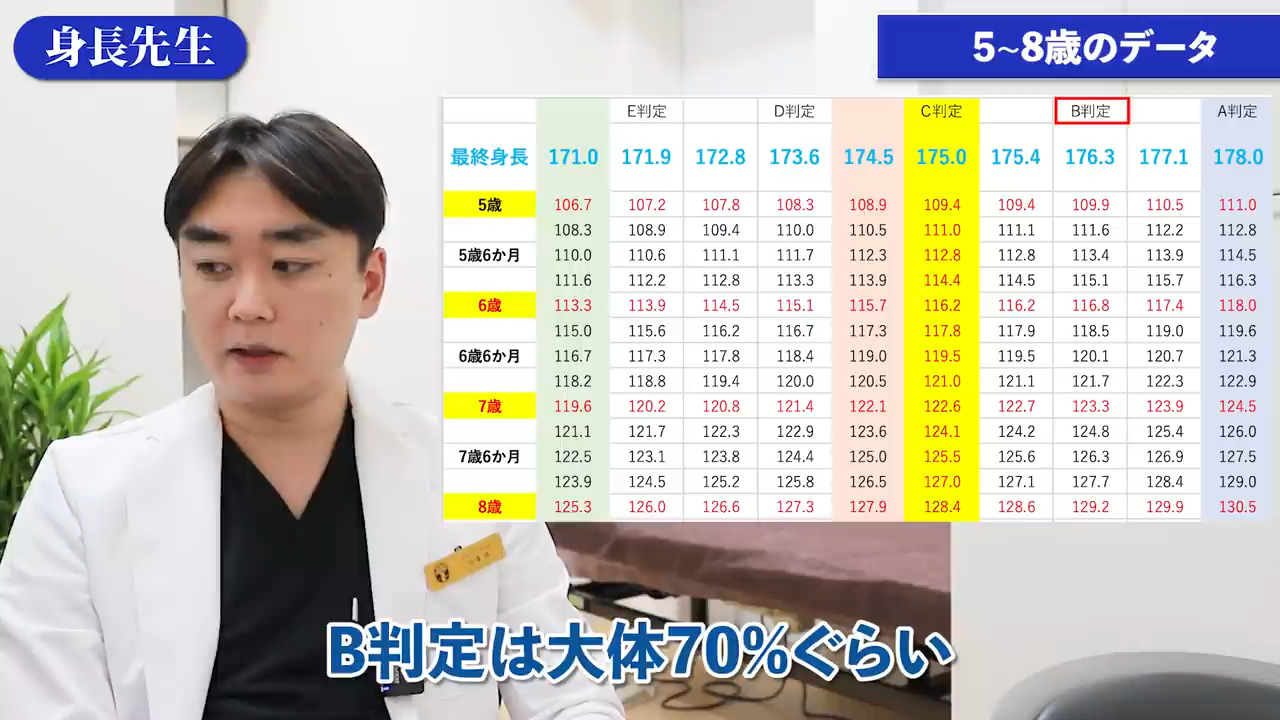 身長先生
5~8歳のデータ
E判定 D判定 C判定 B判定 A判定
最終身長 171.0 171.9 172.8 173.6 174.5 175.0 175.4 176.3 177.1 178.0
5歳 106.7 107.2 107.8 108.3 108.9 109.4 109.4 109.9 110.5 111.0
108.3 108.9 109.4 110.0 110.5 111.0 111.1 111.6 112.2 112.8
5歳6か月 110.0 110.6 111.1 111.7 112.3 112.8 112.8 113.4 113.9 114.5
111.6 112.2 112.8 113.3 113.9 114.4 114.5 115.1 115.7 116.3
6歳 113.3 113.9 114.5 115.1 115.7 116.2 116.2 116.8 117.4 118.0
115.0 115.6 116.2 116.7 117.3 117.8 117.9 118.5 119.0 119.6
6歳6か月 116.7 117.3 117.8 118.4 119.0 119.5 119.5 120.1 120.7 121.3
118.2 118.8 119.4 120.0 120.5 121.0 121.1 121.7 122.3 122.9
7歳 119.6 120.2 120.8 121.4 122.1 122.6 122.7 123.3 123.9 124.5
121.1 121.7 122.3 122.9 123.6 124.1 124.2 124.8 125.4 126.0
7歳6か月 122.5 123.1 123.8 124.4 125.0 125.5 125.6 126.3 126.9 127.5
123.9 124.5 125.2 125.8 126.5 127.0 127.1 127.7 128.4 129.0
8歳 125.3 126.0 126.6 127.3 127.9 128.4 128.6 129.2 129.9 130.5
B判定は大体70%ぐらい